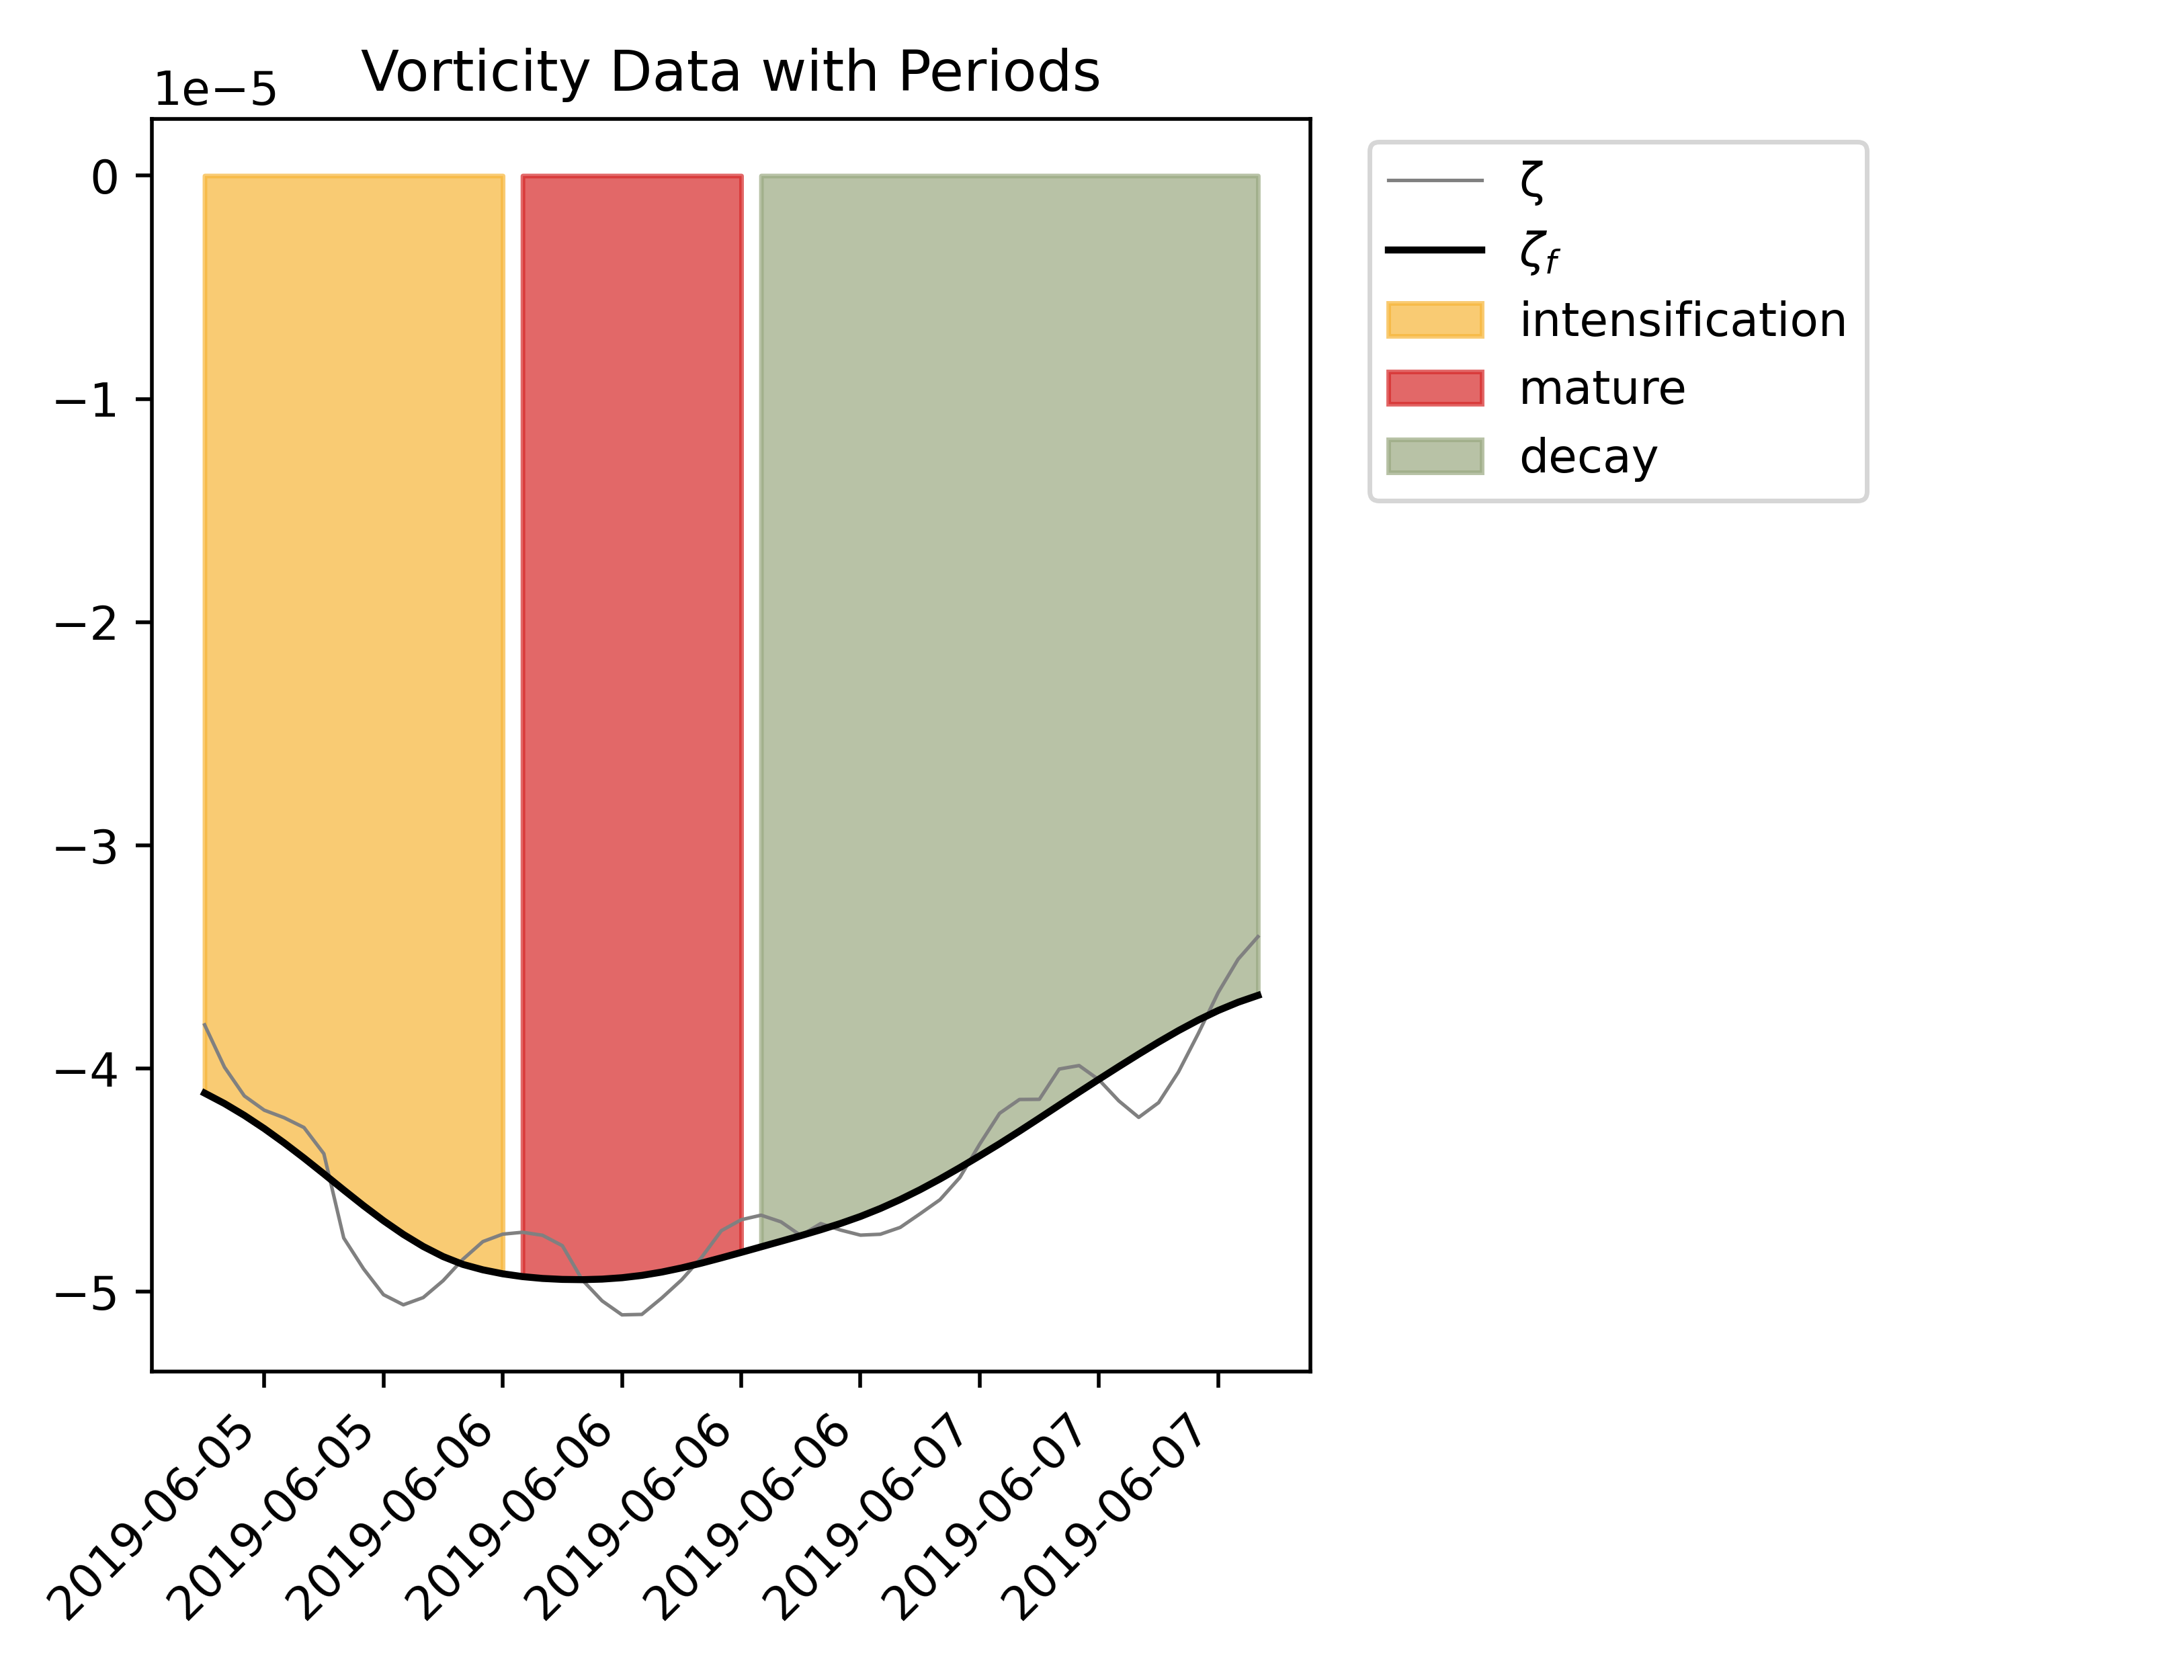 Vorticity Data with Periods
1e−5
0
−1
−2
−3
−4
−5
2019-06-05
2019-06-05
2019-06-06
2019-06-06
2019-06-06
2019-06-06
2019-06-07
2019-06-07
2019-06-07
ζ
ζf
intensification
mature
decay